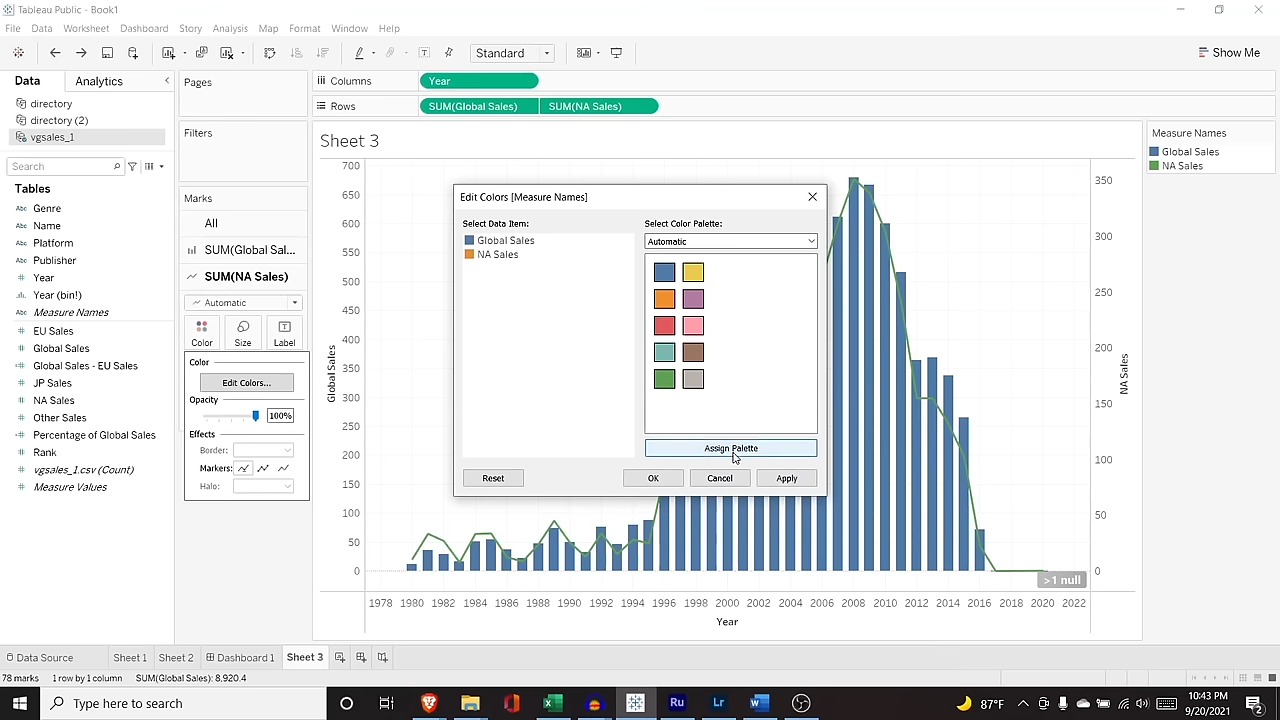 Tableau Public - Book1
File Data Worksheet Dashboard Story Analysis Map Format Window Help
Standard
Show Me
Data Analytics
directory
directory (2)
vgsales_1
Search
Tables
Abc Genre
Abc Name
Abc Platform
Abc Publisher
# Year
Year (bin!)
Abc Measure Names
# EU Sales
# Global Sales
# Global Sales - EU Sales
# JP Sales
# NA Sales
# Other Sales
# Percentage of Global Sales
# Rank
# vgsales_1.csv (Count)
# Measure Values
Pages
Filters
Marks
All
SUM(Global Sal...
SUM(NA Sales)
Automatic
Color Size Label
Color
Edit Colors...
Opacity
100%
Effects
Border:
Markers:
Halo:
Columns Year
Rows SUM(Global Sales) SUM(NA Sales)
Sheet 3
700
650
600
550
500
450
400
350
300
250
200
150
100
50
0
Global Sales
350
300
250
200
150
100
50
0
NA Sales
>1 null
1978 1980 1982 1984 1986 1988 1990 1992 1994 1996 1998 2000 2002 2004 2006 2008 2010 2012 2014 2016 2018 2020 2022
Year
Edit Colors [Measure Names]
Select Data Item:
Global Sales
NA Sales
Select Color Palette:
Automatic
Assign Palette
Reset OK Cancel Apply
Measure Names
Global Sales
NA Sales
Data Source Sheet 1 Sheet 2 Dashboard 1 Sheet 3
78 marks 1 row by 1 column SUM(Global Sales): 8,920.4
Type here to search
Ru Lr
87°F
10:43 PM
9/20/2021
2